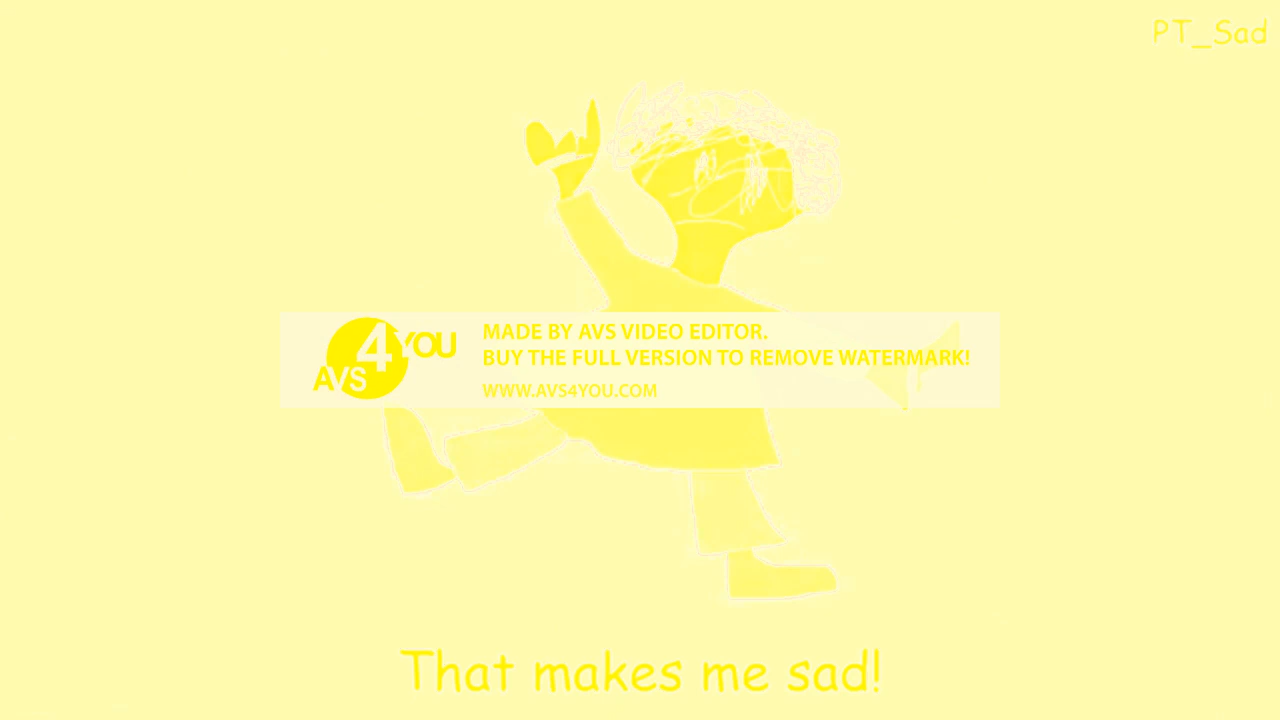 PT_Sad
AVS4YOU
MADE BY AVS VIDEO EDITOR.
BUY THE FULL VERSION TO REMOVE WATERMARK!
WWW.AVS4YOU.COM
That makes me sad!